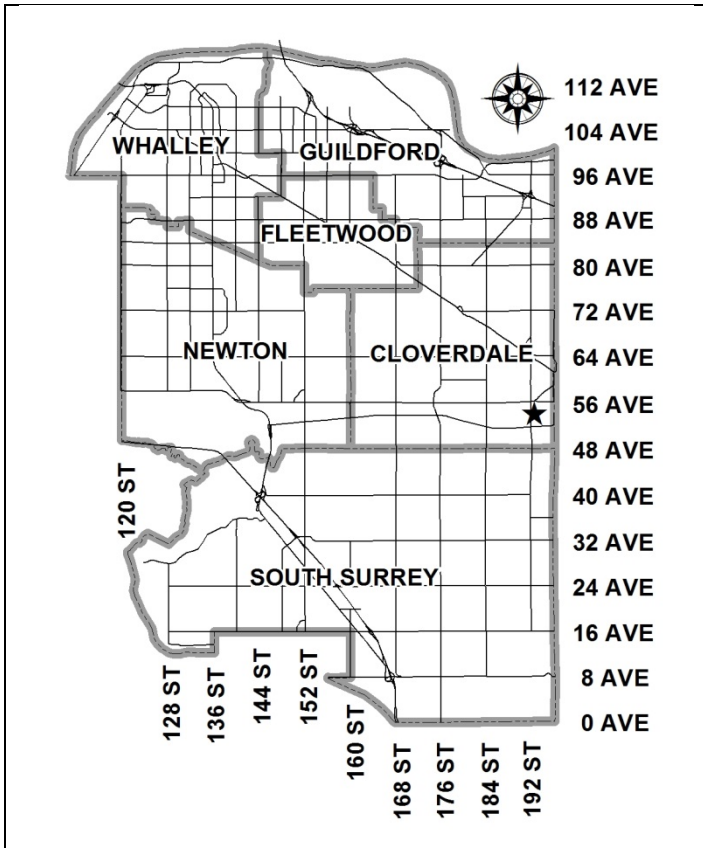 112 AVE
104 AVE
WHALLEY
GUILDFORD
96 AVE
88 AVE
FLEETWOOD
80 AVE
72 AVE
NEWTON
CLOVERDALE
64 AVE
56 AVE
48 AVE
120 ST
40 AVE
32 AVE
SOUTH SURREY
24 AVE
16 AVE
128 ST
136 ST
144 ST
152 ST
160 ST
8 AVE
0 AVE
168 ST
176 ST
184 ST
192 ST